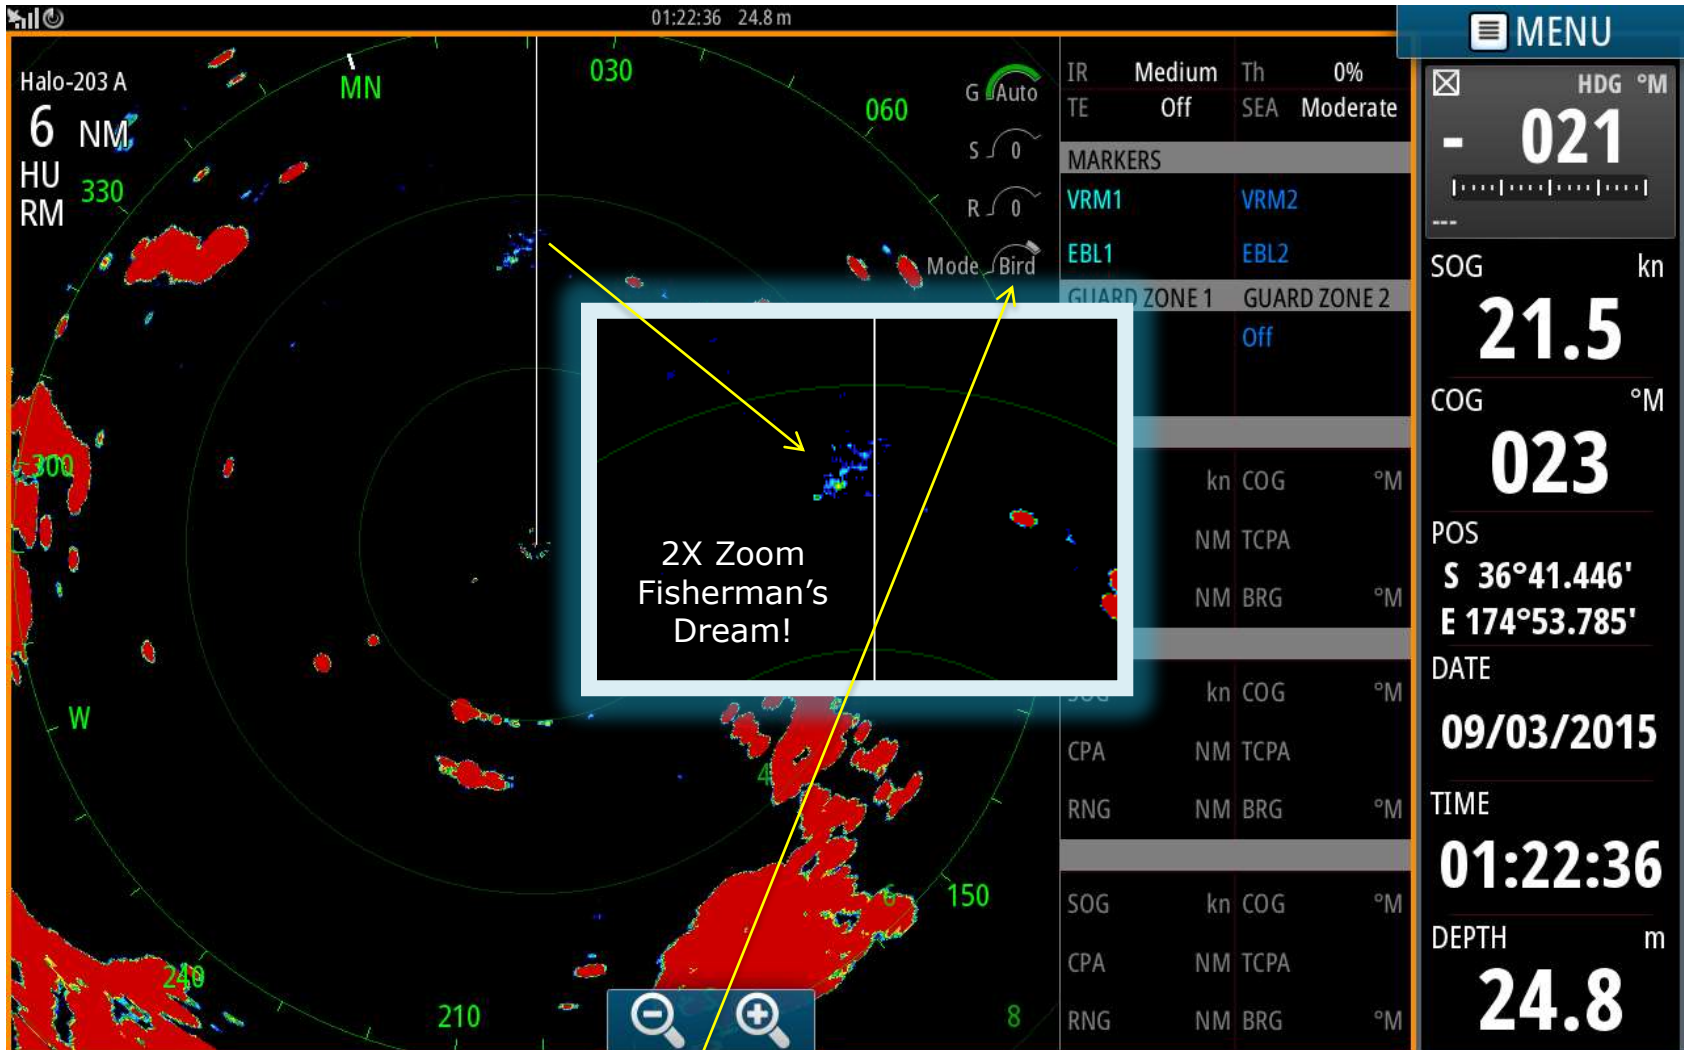 01:22:36 24.8 m
MENU
Halo-203 A
6 NM
HU
RM
MN
030
060
330
300
W
240
210
150
4
6
8
G Auto
S 0
R 0
Mode Bird
IR Medium Th 0%
TE Off SEA Moderate
MARKERS
VRM1 VRM2
EBL1 EBL2
GUARD ZONE 1 GUARD ZONE 2
Off
kn COG °M
NM TCPA
NM BRG °M
SOG kn COG °M
CPA NM TCPA
RNG NM BRG °M
SOG kn COG °M
CPA NM TCPA
RNG NM BRG °M
2X Zoom
Fisherman’s
Dream!
HDG °M
- 021
---
SOG kn
21.5
COG °M
023
POS
S 36°41.446'
E 174°53.785'
DATE
09/03/2015
TIME
01:22:36
DEPTH m
24.8